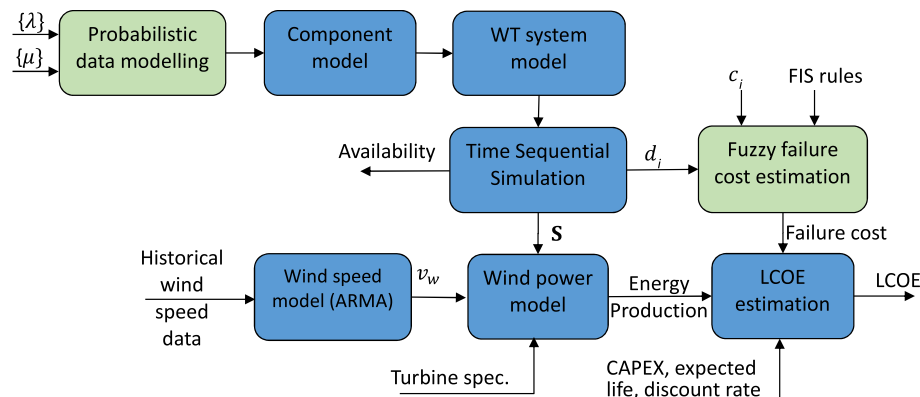 {λ}
{μ}
Probabilistic
data modelling
Component
model
WT system
model
c_i
FIS rules
Availability
Time Sequential
Simulation
d_i
Fuzzy failure
cost estimation
S
Failure cost
Historical
wind
speed
data
Wind speed
model (ARMA)
v_w
Wind power
model
Energy
Production
LCOE
estimation
LCOE
Turbine spec.
CAPEX, expected
life, discount rate